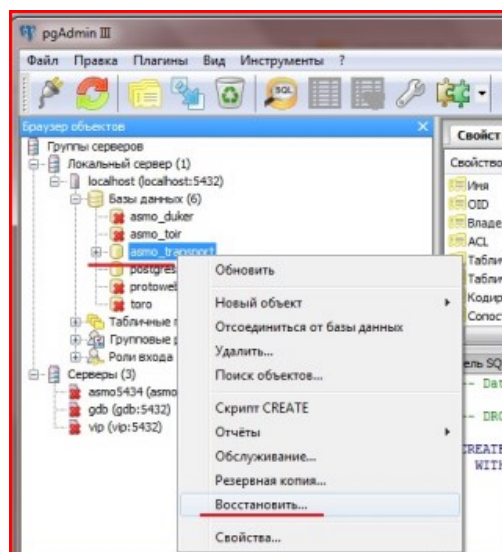 pgAdmin III
Файл Правка Плагины Вид Инструменты ?
SQL
Браузер объектов
Группы серверов
Локальный сервер (1)
localhost (localhost:5432)
Базы данных (6)
asmo_duker
asmo_toir
asmo_transport
postgres
protoweb
toro
Табличные
Групповые
Роли входа
Серверы (3)
asmo5434 (asmo
gdb (gdb:5432)
vip (vip:5432)
Обновить
Новый объект
Отсоединиться от базы данных
Удалить...
Поиск объектов...
Скрипт CREATE
Отчёты
Обслуживание...
Резервная копия...
Восстановить...
Свойства...
Свойст
Свойство
Имя
OID
Владе
ACL
Табли
Табли
Кодир
Сопос
ель SQ
-- Dat
-- DRO
CREATE
WITH